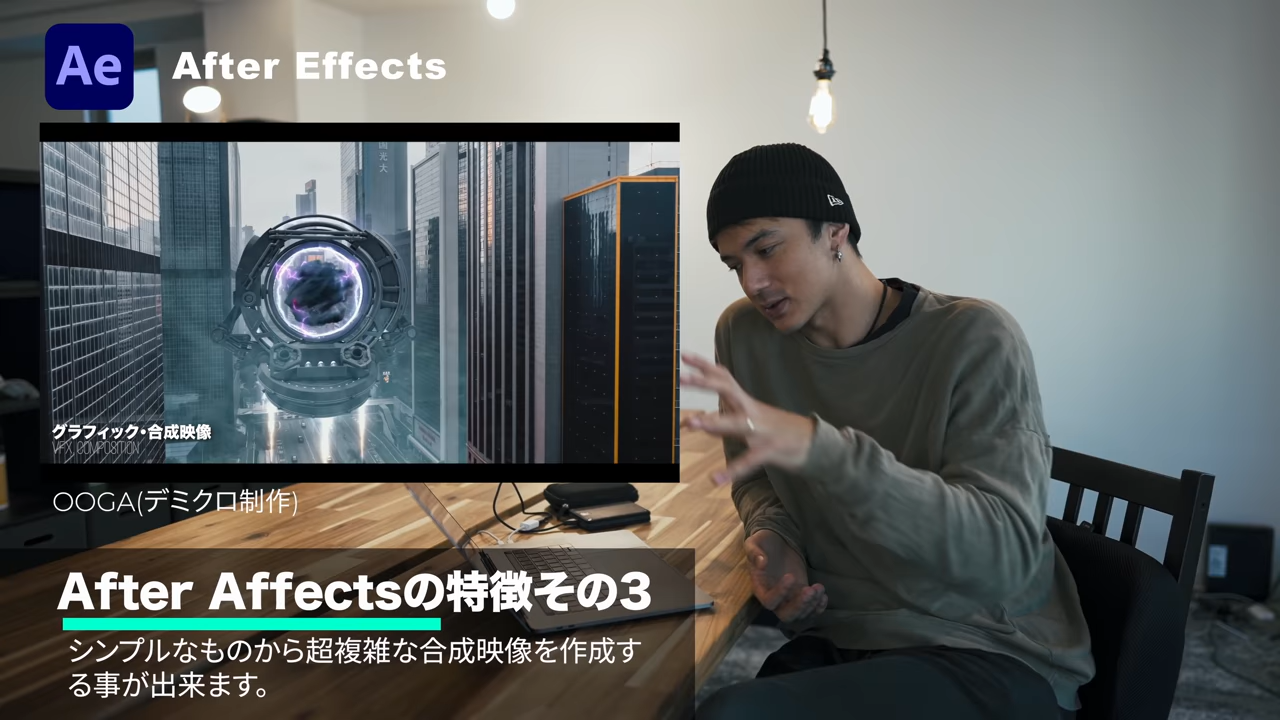 Ae
After Effects
国光大
グラフィック・合成映像
VFX COMPOSITION
OOGA(デミクロ制作)
After Affectsの特徴その3
シンプルなものから超複雑な合成映像を作成す
る事が出来ます。